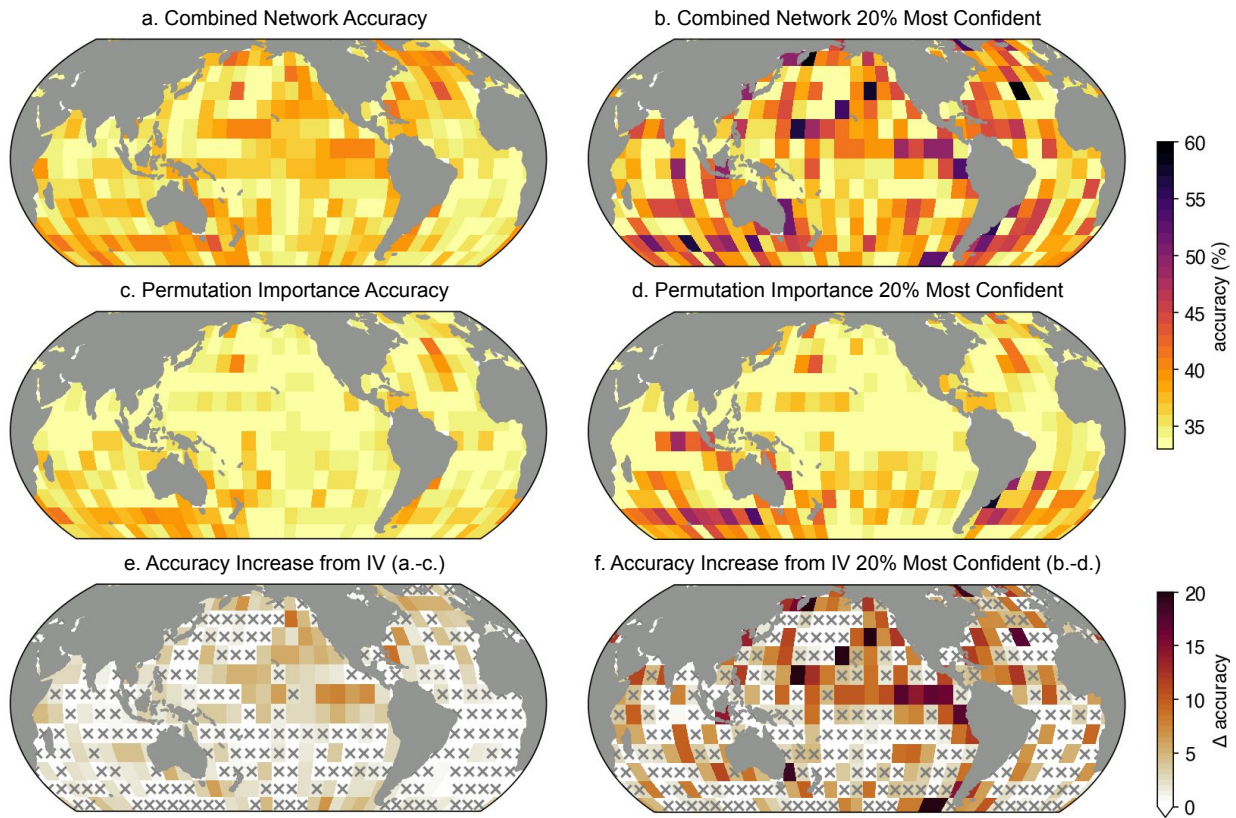 a. Combined Network Accuracy
b. Combined Network 20% Most Confident
60
55
50
45
40
35
accuracy (%)
c. Permutation Importance Accuracy
d. Permutation Importance 20% Most Confident
e. Accuracy Increase from IV (a.-c.)
f. Accuracy Increase from IV 20% Most Confident (b.-d.)
20
15
10
5
0
Δ accuracy